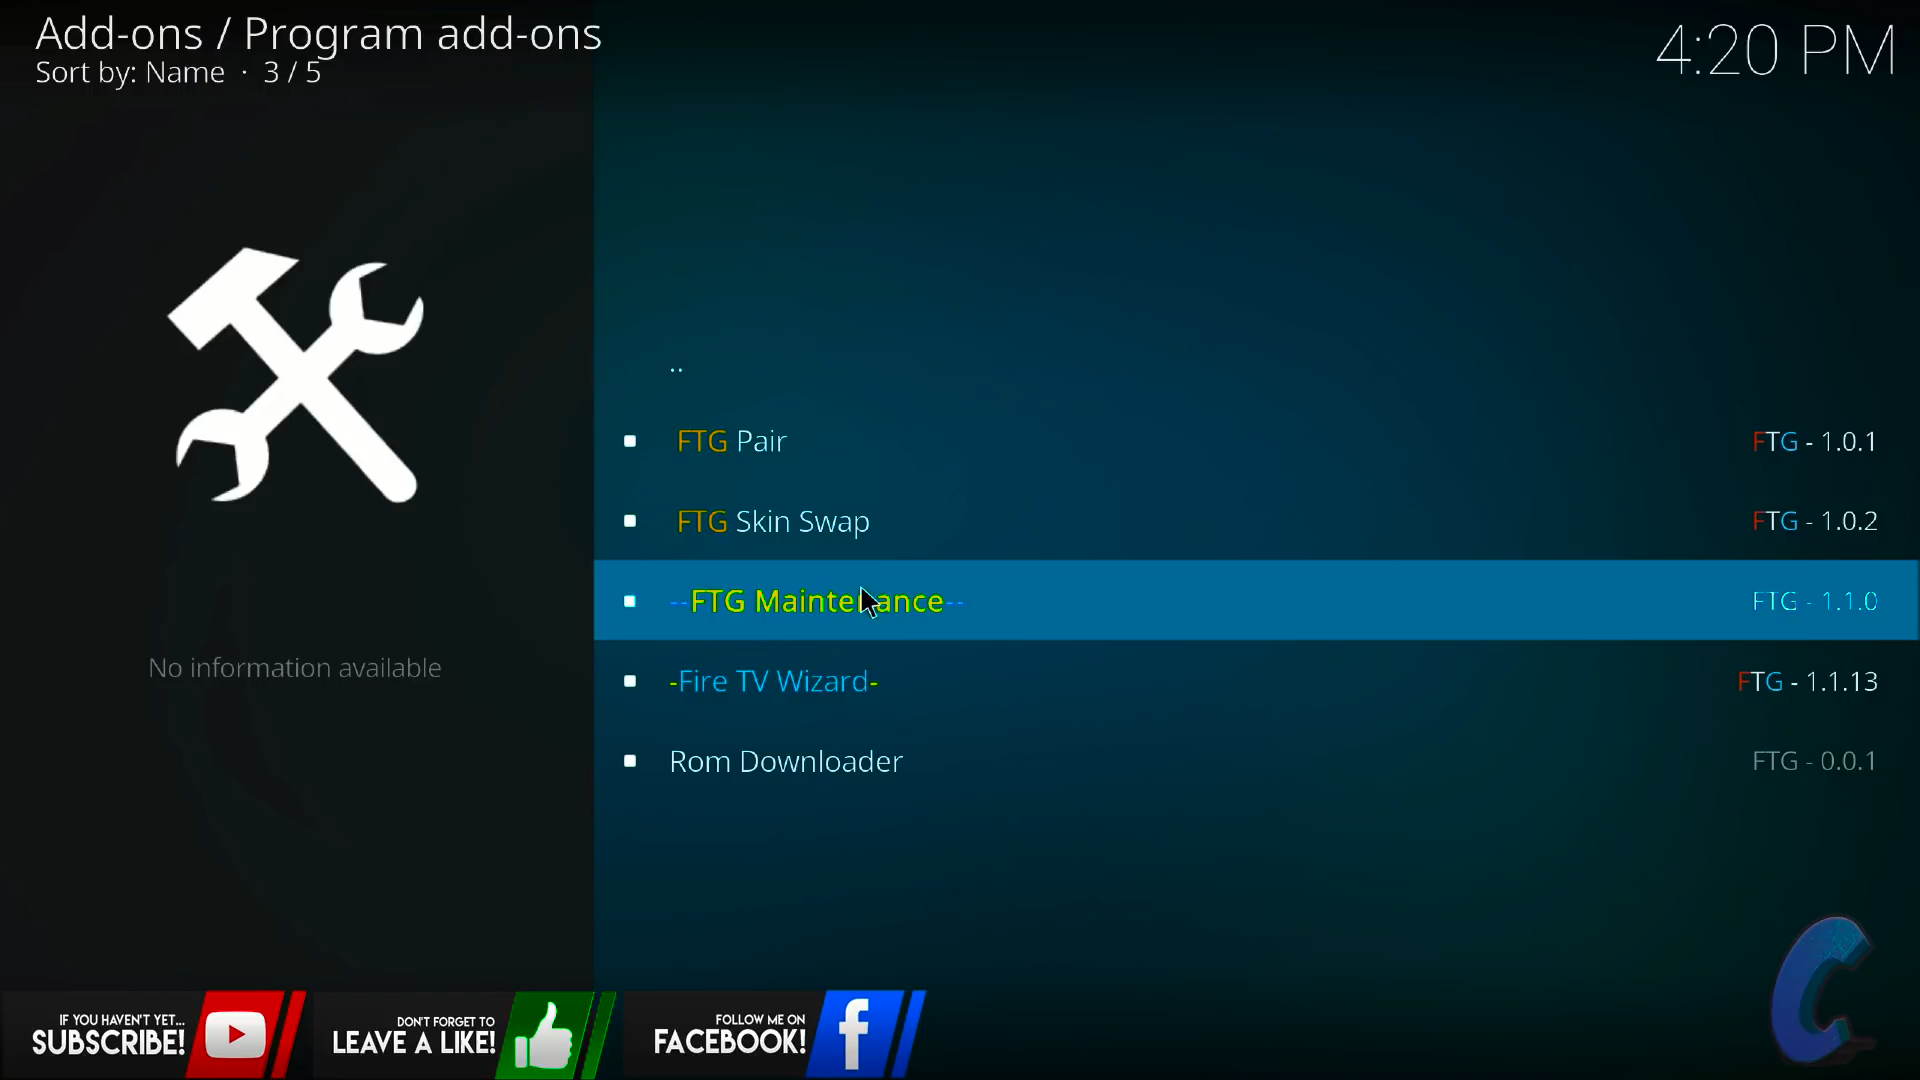 Add-ons / Program add-ons
Sort by: Name · 3 / 5
4:20 PM
No information available
..
FTG Pair FTG - 1.0.1
FTG Skin Swap FTG - 1.0.2
--FTG Maintenance-- FTG - 1.1.0
-Fire TV Wizard- FTG - 1.1.13
Rom Downloader FTG - 0.0.1
IF YOU HAVEN'T YET...
SUBSCRIBE!
DON'T FORGET TO
LEAVE A LIKE!
FOLLOW ME ON
FACEBOOK!
f
C